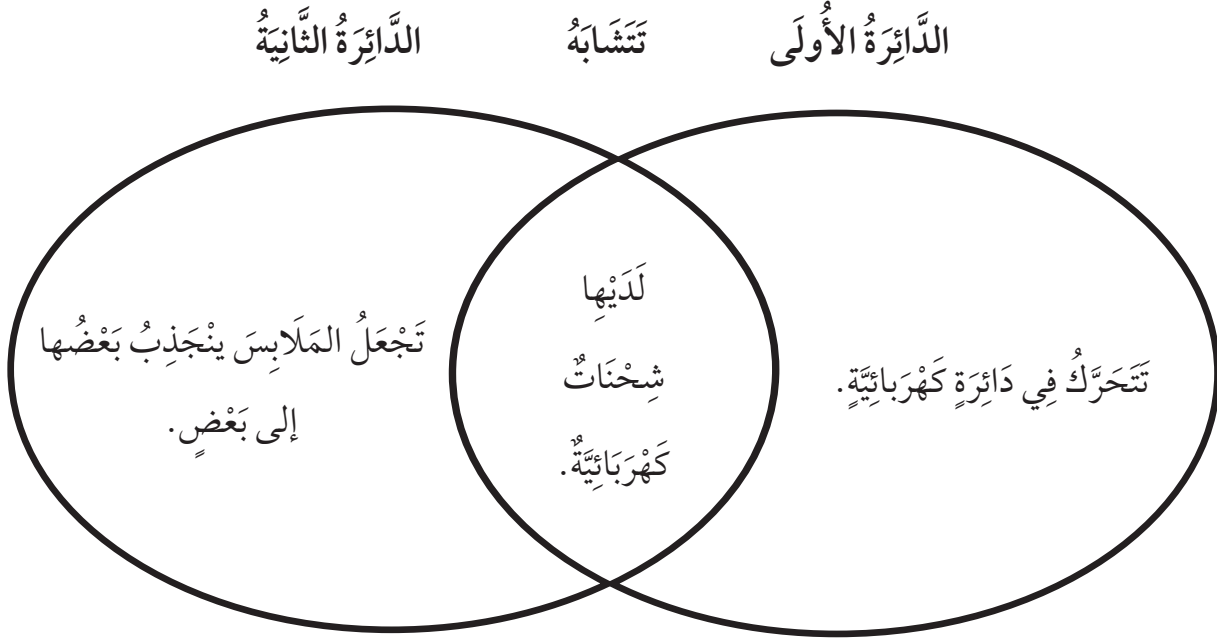 الدَّائِرَةُ الأُولَى
تَتَشَابَهُ
الدَّائِرَةُ الثَّانِيَةُ
تَتَحَرَّكُ فِي دَائِرَةٍ كَهْرَبائِيَّةٍ.
لَدَيْهِا
شِحْنَاتٌ
كَهْرَبَائِيَّةٌ.
تَجْعَلُ المَلَابِسَ يَنْجَذِبُ بَعْضُها
إلى بَعْضٍ.